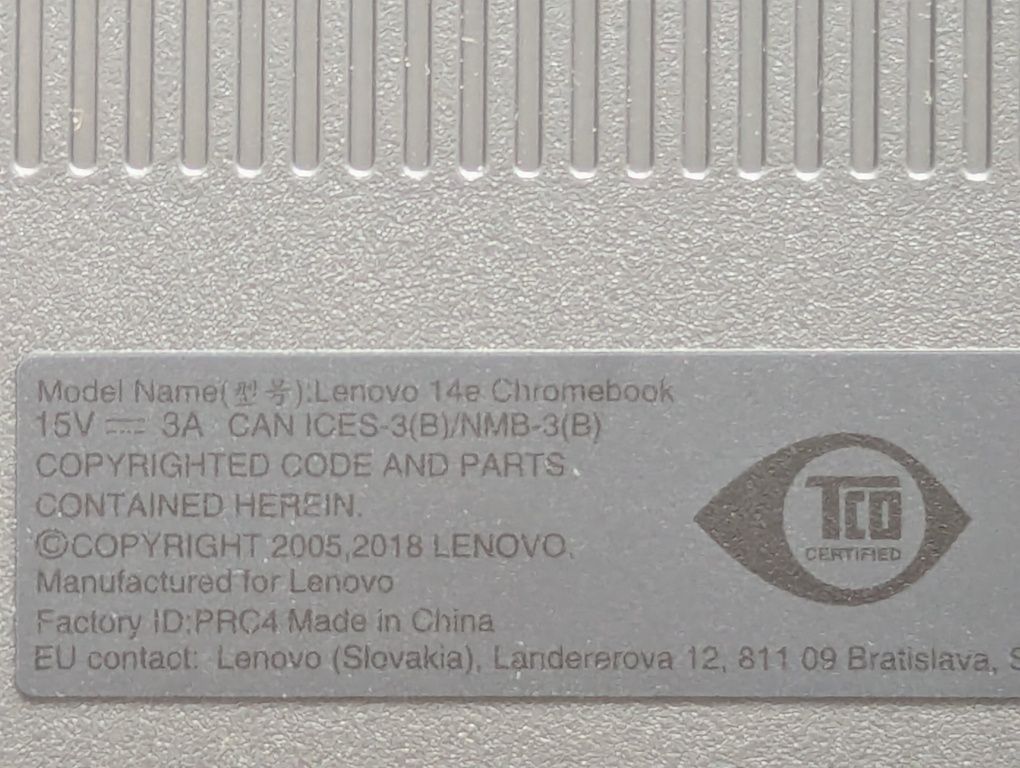 Model Name(型号):Lenovo 14e Chromebook
15V ⎓ 3A CAN ICES-3(B)/NMB-3(B)
COPYRIGHTED CODE AND PARTS
CONTAINED HEREIN.
©COPYRIGHT 2005,2018 LENOVO.
Manufactured for Lenovo
Factory ID:PRC4 Made in China
EU contact: Lenovo (Slovakia), Landererova 12, 811 09 Bratislava, S
TCO
CERTIFIED